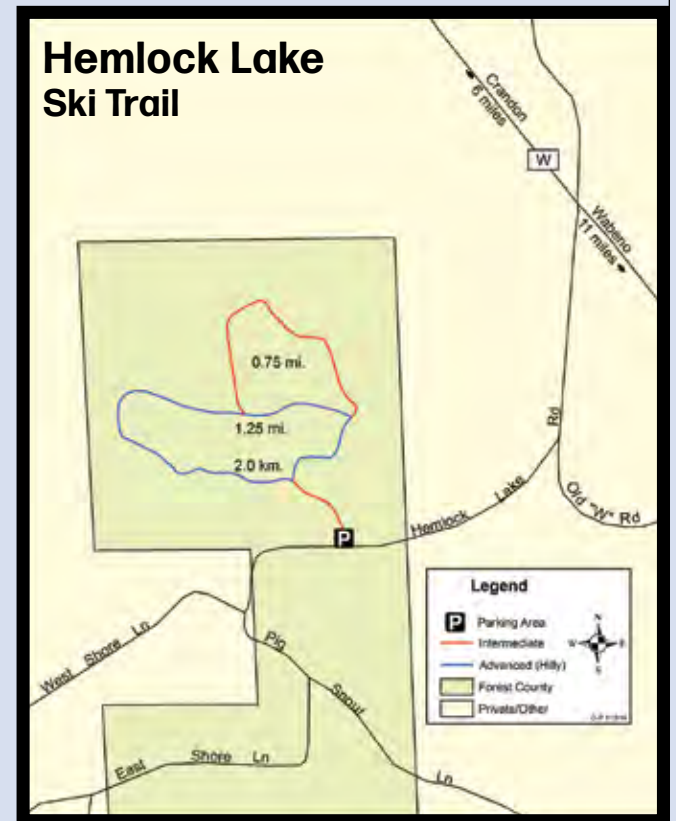 Hemlock Lake
Ski Trail
Crandon
6 miles
W
Wabeno
11 miles
0.75 mi.
1.25 mi.
2.0 km.
Rd
Lake
Hemlock
Old "W" Rd
P
West Shore Ln
Pig
Snout
Ln
East Shore Ln
Legend
P Parking Area
Intermediate
Advanced (Hilly)
Forest County
Private/Other
N
W E
S